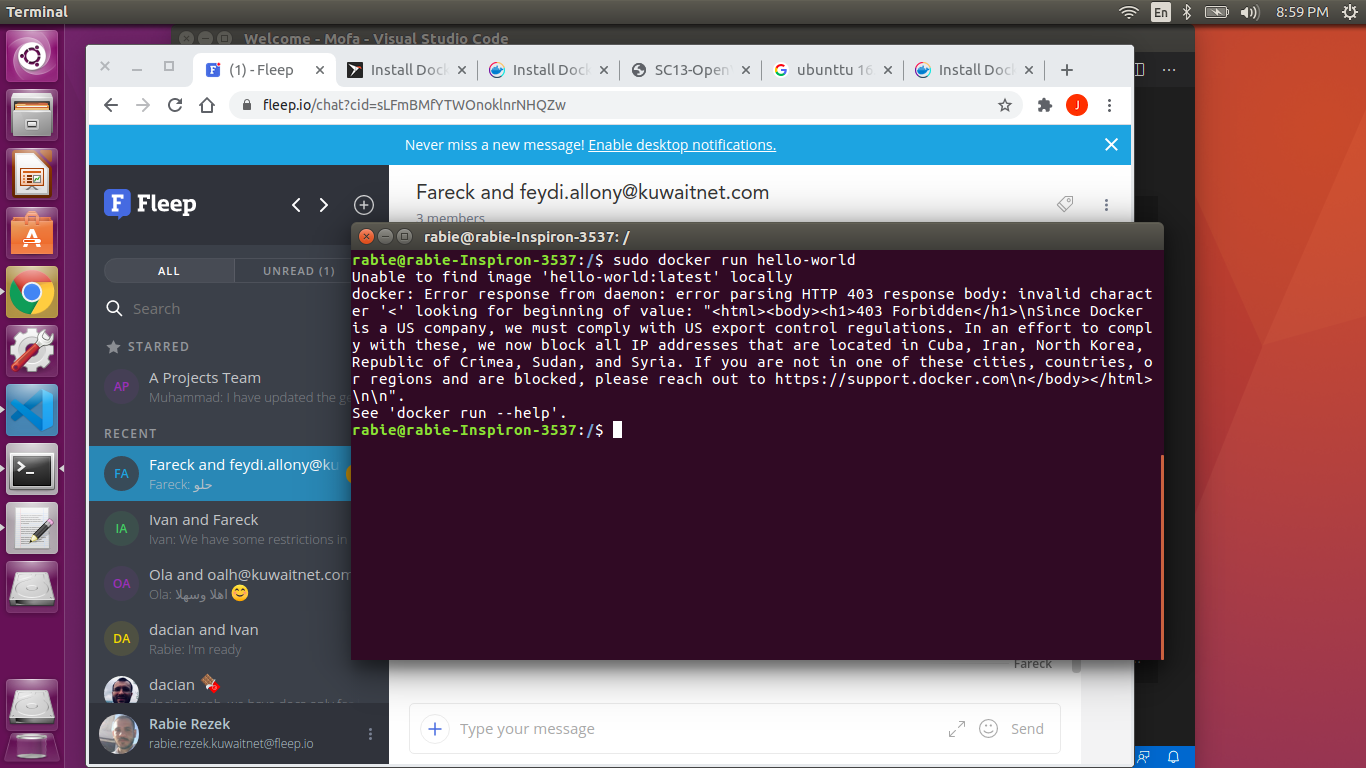 Terminal
En
8:59 PM
Welcome - Mofa - Visual Studio Code
(1) - Fleep
Install Dock
Install Dock
SC13-Open
ubunttu 16
Install Dock
fleep.io/chat?cid=sLFmBMfYTWOnoklnrNHQZw
J
Never miss a new message! Enable desktop notifications.
Fleep
Fareck and feydi.allony@kuwaitnet.com
3 members
ALL
UNREAD (1)
Search
STARRED
AP
A Projects Team
Muhammad: I have updated the ge
RECENT
FA
Fareck and feydi.allony@ku
Fareck: حلو
IA
Ivan and Fareck
Ivan: We have some restrictions in
OA
Ola and oalh@kuwaitnet.com
Ola: اهلا وسهلا
DA
dacian and Ivan
Rabie: I'm ready
dacian
Rabie Rezek
rabie.rezek.kuwaitnet@fleep.io
rabie@rabie-Inspiron-3537: /
rabie@rabie-Inspiron-3537:/$ sudo docker run hello-world
Unable to find image 'hello-world:latest' locally
docker: Error response from daemon: error parsing HTTP 403 response body: invalid charact
er '<' looking for beginning of value: "<html><body><h1>403 Forbidden</h1>\nSince Docker
is a US company, we must comply with US export control regulations. In an effort to compl
y with these, we now block all IP addresses that are located in Cuba, Iran, North Korea,
Republic of Crimea, Sudan, and Syria. If you are not in one of these cities, countries, o
r regions and are blocked, please reach out to https://support.docker.com\n</body></html>
\n\n".
See 'docker run --help'.
rabie@rabie-Inspiron-3537:/$
Fareck
Type your message
Send